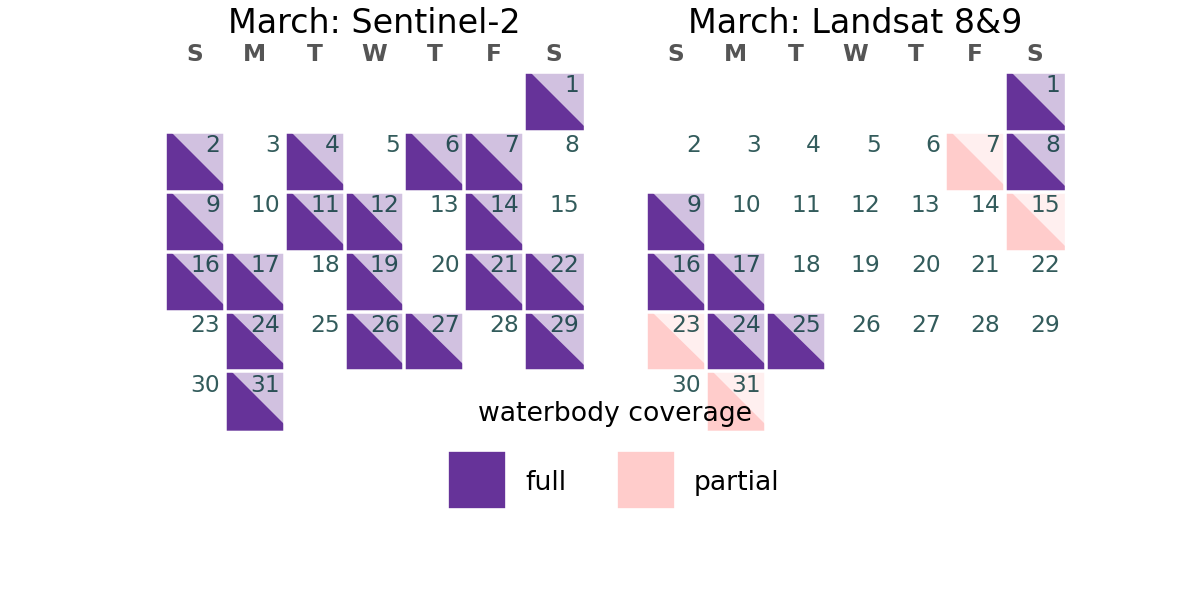 March: Sentinel-2
S M T W T F S
1
2 3 4 5 6 7 8
9 10 11 12 13 14 15
16 17 18 19 20 21 22
23 24 25 26 27 28 29
30 31
March: Landsat 8&9
S M T W T F S
1
2 3 4 5 6 7 8
9 10 11 12 13 14 15
16 17 18 19 20 21 22
23 24 25 26 27 28 29
30 31
waterbody coverage
full partial